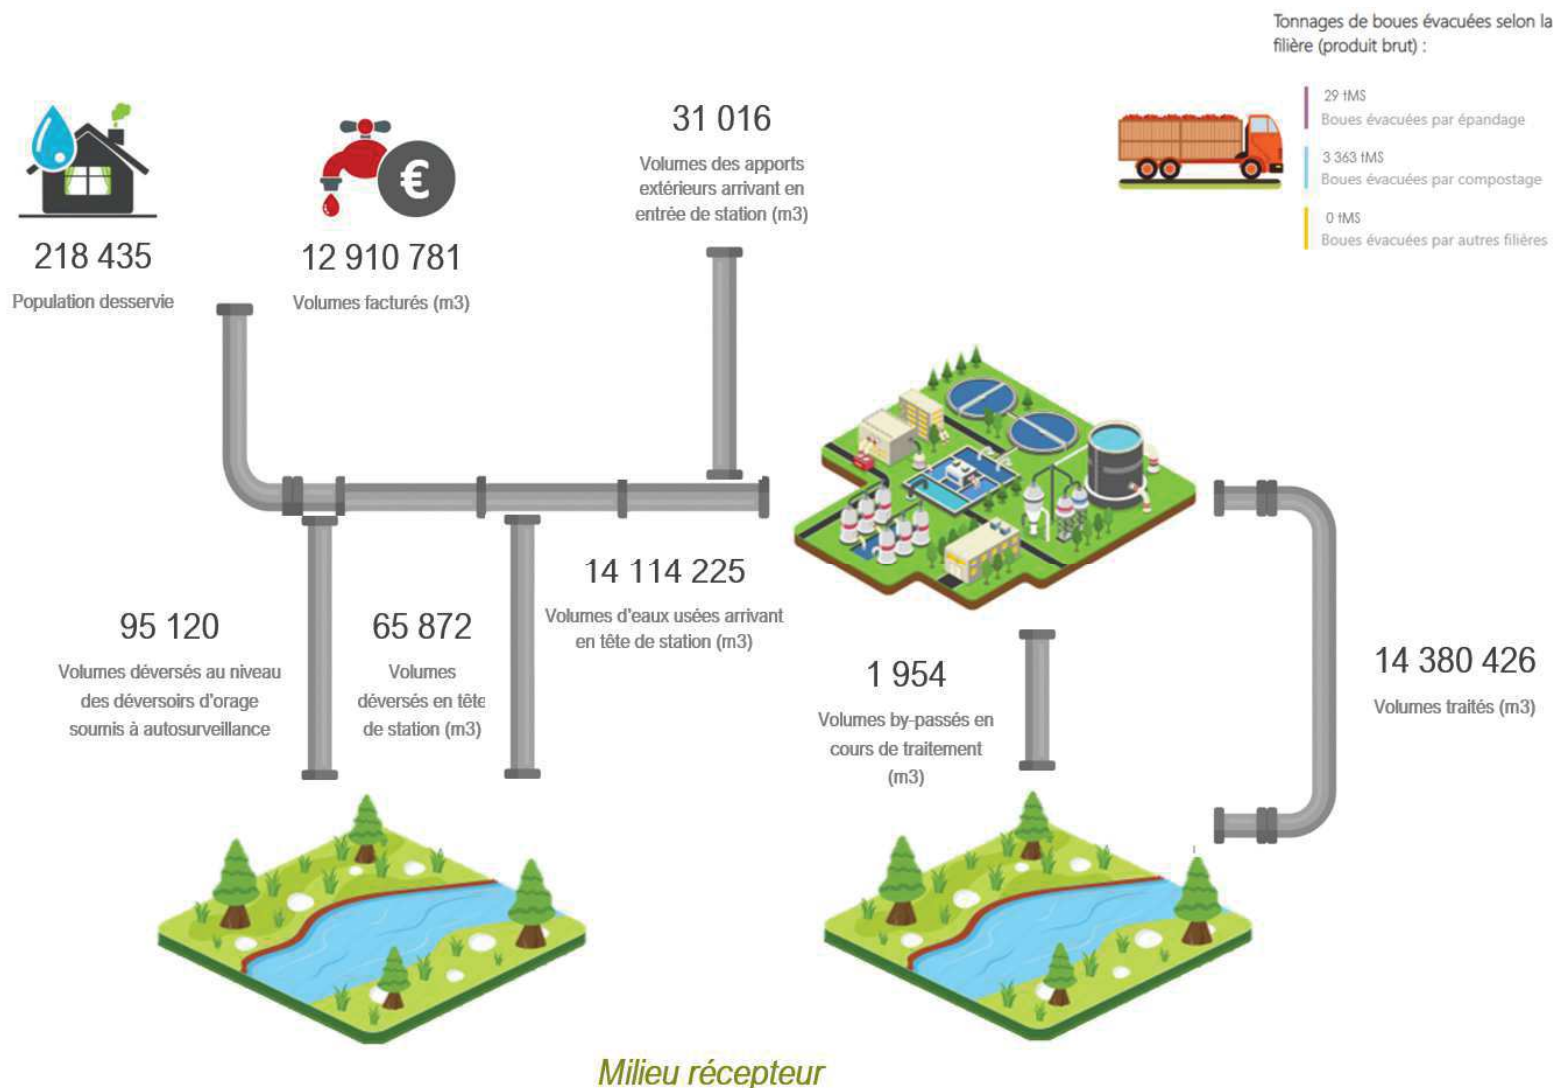 Tonnages de boues évacuées selon la
filière (produit brut) :
29 tMS
Boues évacuées par épandage
3 363 tMS
Boues évacuées par compostage
0 tMS
Boues évacuées par autres filières
218 435
Population desservie
€
12 910 781
Volumes facturés (m3)
31 016
Volumes des apports
extérieurs arrivant en
entrée de station (m3)
95 120
Volumes déversés au niveau
des déversoirs d'orage
soumis à autosurveillance
65 872
Volumes
déversés en tête
de station (m3)
14 114 225
Volumes d'eaux usées arrivant
en tête de station (m3)
1 954
Volumes by-passés en
cours de traitement
(m3)
14 380 426
Volumes traités (m3)
Milieu récepteur